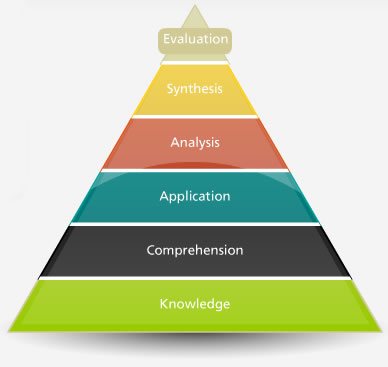 Evaluation
Synthesis
Analysis
Application
Comprehension
Knowledge